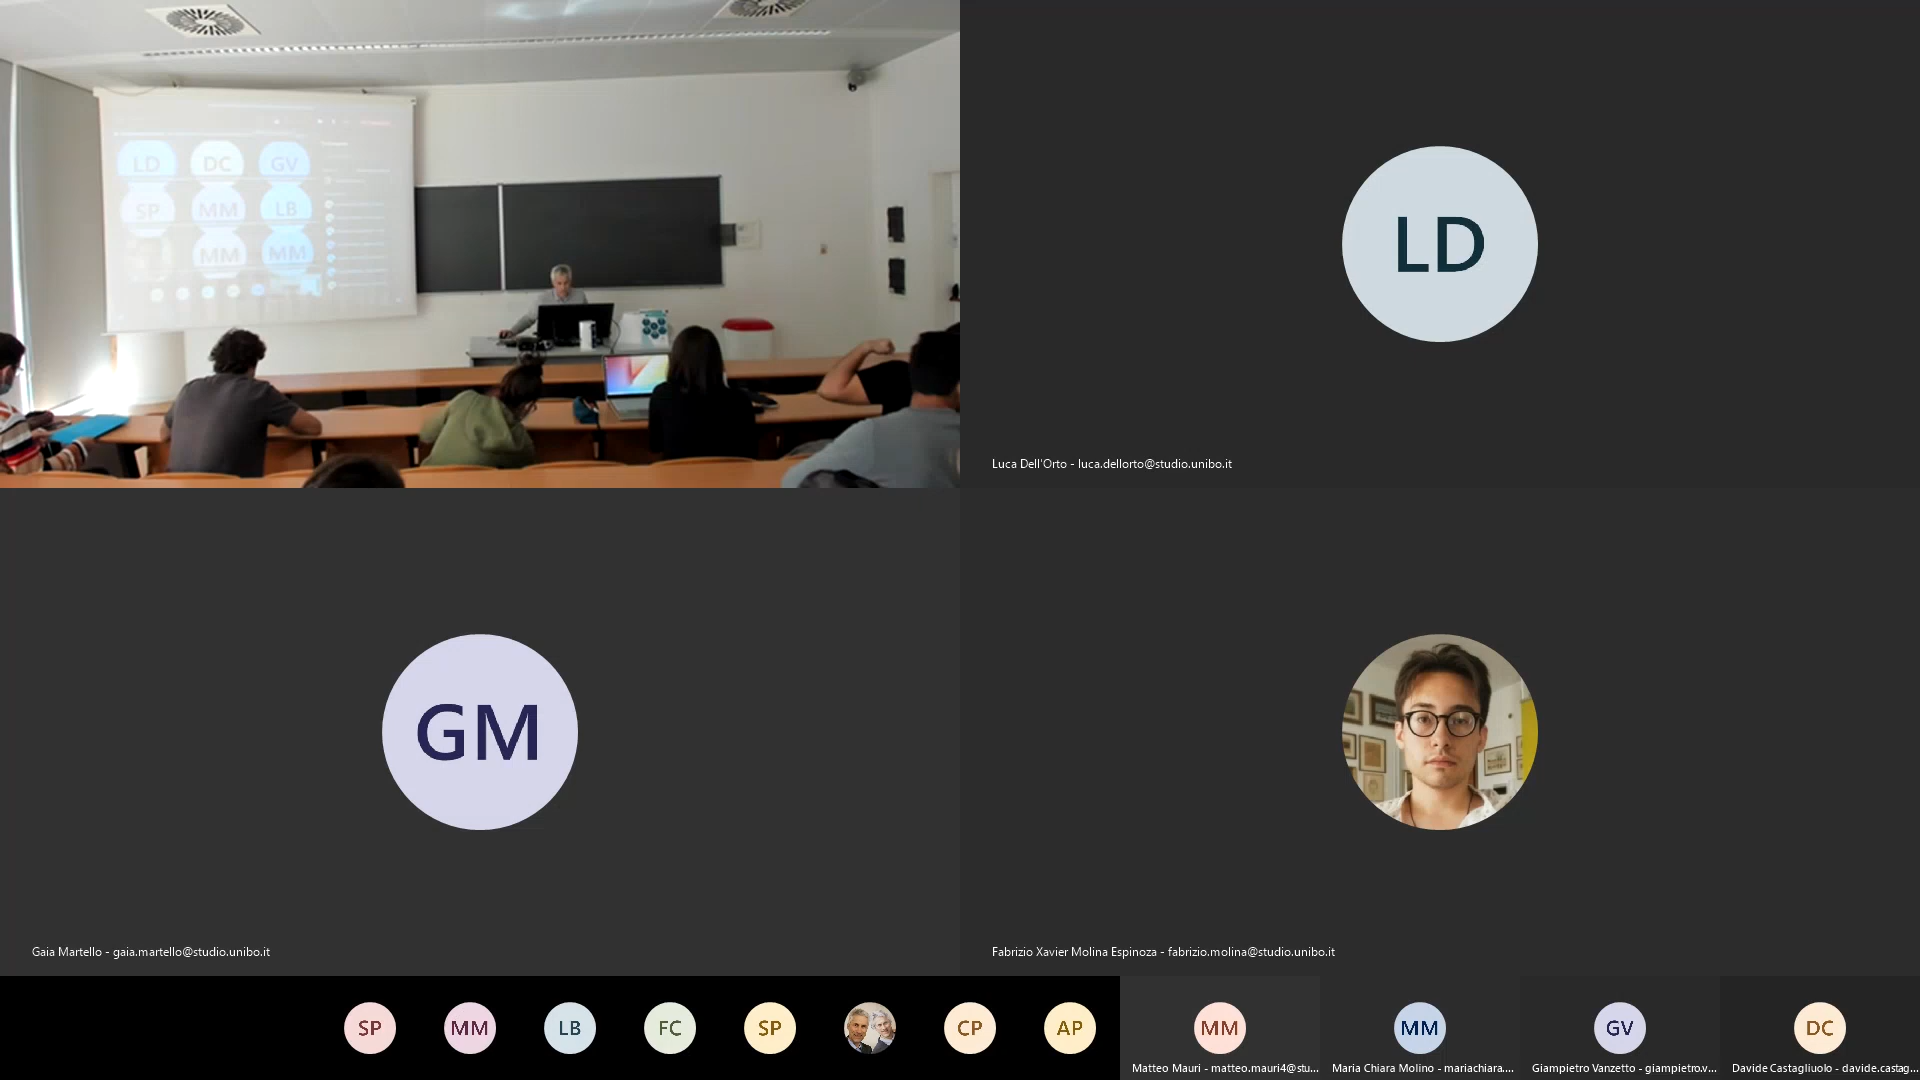 LD DC GV
SP MM LB
MM MM
LD
Luca Dell'Orto - luca.dellorto@studio.unibo.it
GM
Gaia Martello - gaia.martello@studio.unibo.it
Fabrizio Xavier Molina Espinoza - fabrizio.molina@studio.unibo.it
SP MM LB FC SP CP AP MM MM GV DC
Matteo Mauri - matteo.mauri4@stu...
Maria Chiara Molino - mariachiara....
Giampietro Vanzetto - giampietro.v...
Davide Castagliuolo - davide.castag...